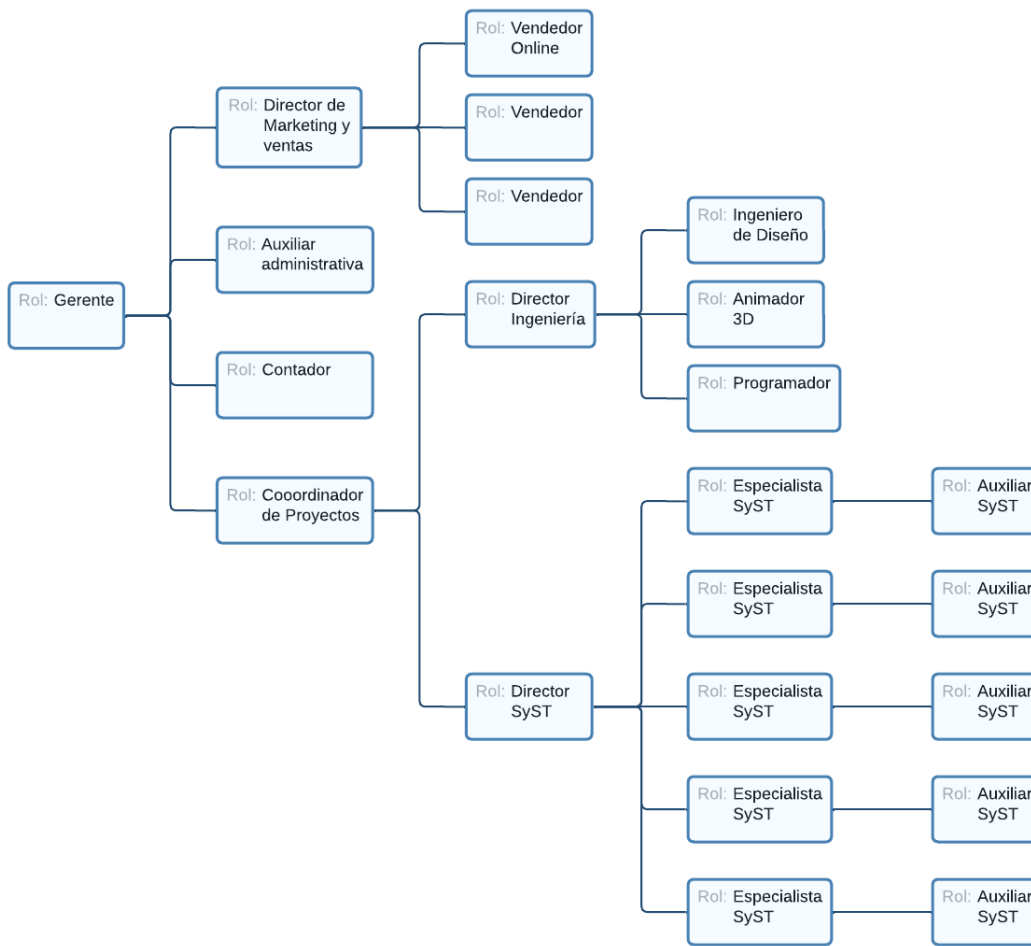 Rol: Vendedor
Online
Rol: Director de
Marketing y
ventas
Rol: Vendedor
Rol: Vendedor
Rol: Ingeniero
de Diseño
Rol: Auxiliar
administrativa
Rol: Gerente
Rol: Director
Ingeniería
Rol: Animador
3D
Rol: Contador
Rol: Programador
Rol: Cooordinador
de Proyectos
Rol: Especialista
SyST
Rol: Auxiliar
SyST
Rol: Especialista
SyST
Rol: Auxiliar
SyST
Rol: Director
SyST
Rol: Especialista
SyST
Rol: Auxiliar
SyST
Rol: Especialista
SyST
Rol: Auxiliar
SyST
Rol: Especialista
SyST
Rol: Auxiliar
SyST